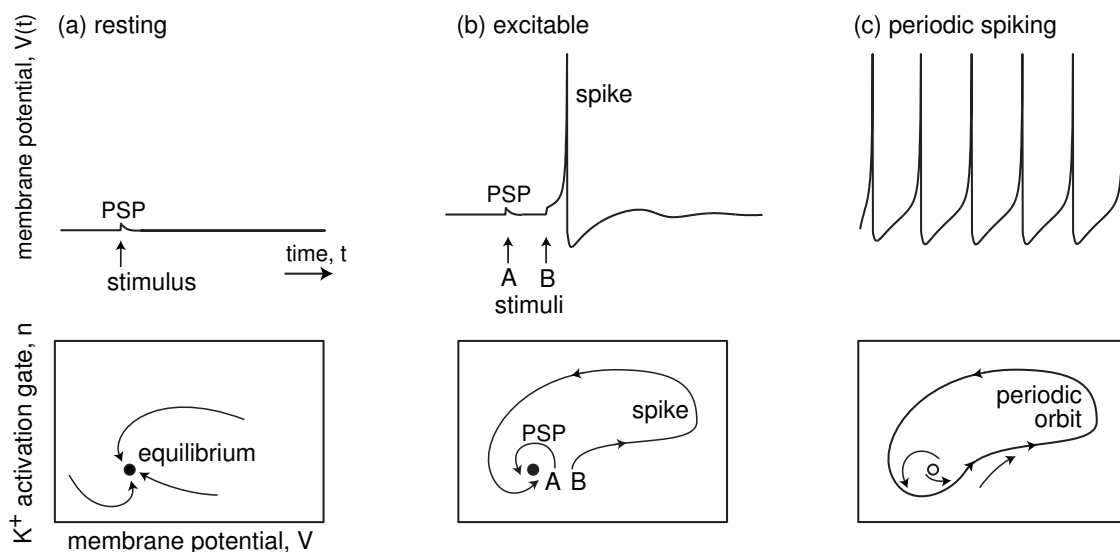 (a) resting
(b) excitable
(c) periodic spiking
membrane potential, V(t)
PSP
stimulus
time, t
spike
PSP
A
B
stimuli
K+ activation gate, n
equilibrium
membrane potential, V
spike
PSP
A
B
periodic
orbit